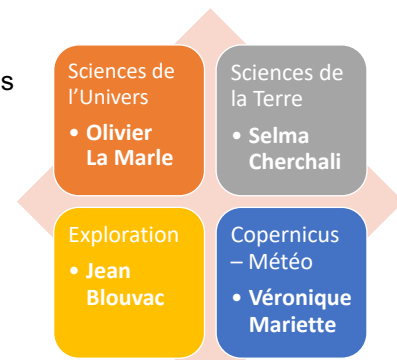 s
Sciences de
l'Univers
• Olivier
La Marle
Sciences de
la Terre
• Selma
Cherchali
Exploration
• Jean
Blouvac
Copernicus
– Météo
• Véronique
Mariette